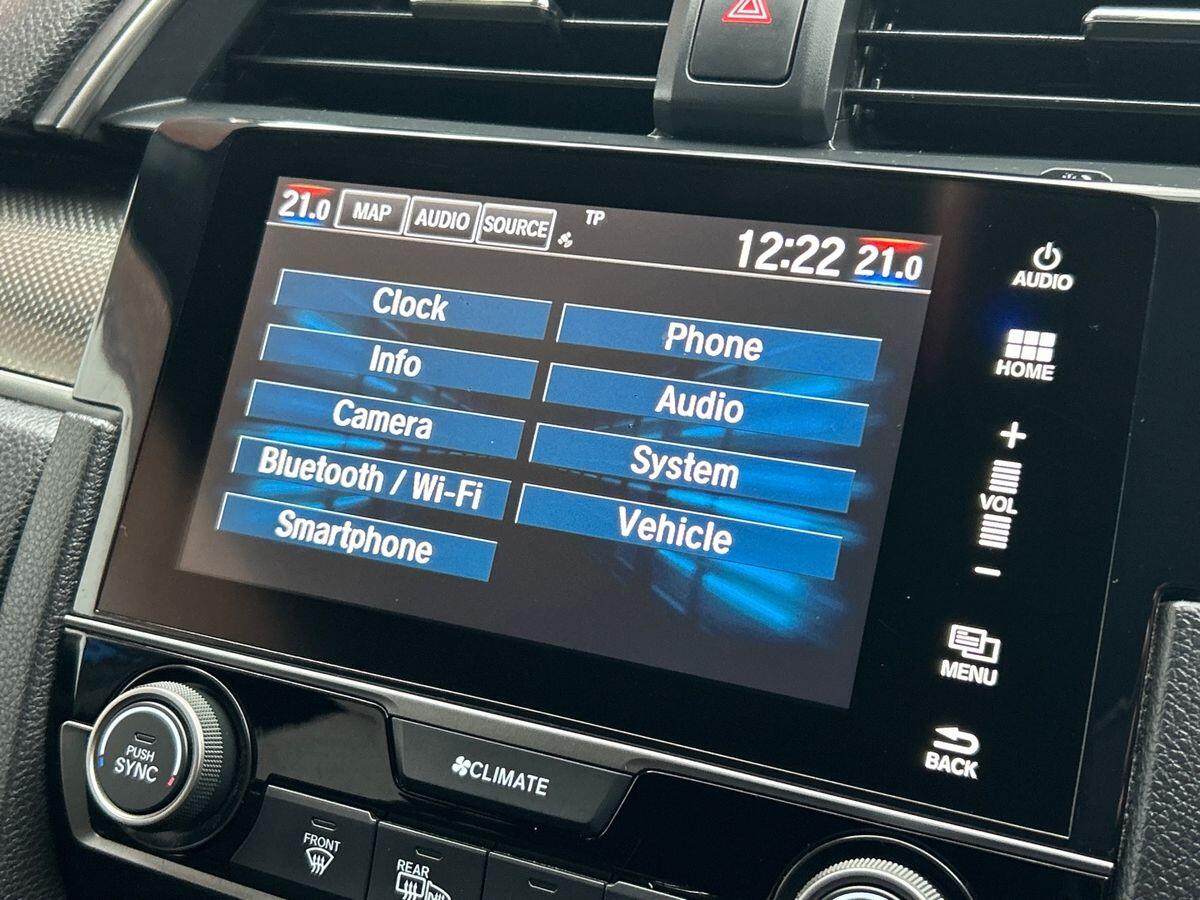 21.0 MAP AUDIO SOURCE TP 12:22 21.0
Clock
Phone
Info
Audio
Camera
System
Bluetooth / Wi-Fi
Vehicle
Smartphone
AUDIO
HOME
+
VOL
−
MENU
BACK
PUSH
SYNC
CLIMATE
FRONT
REAR